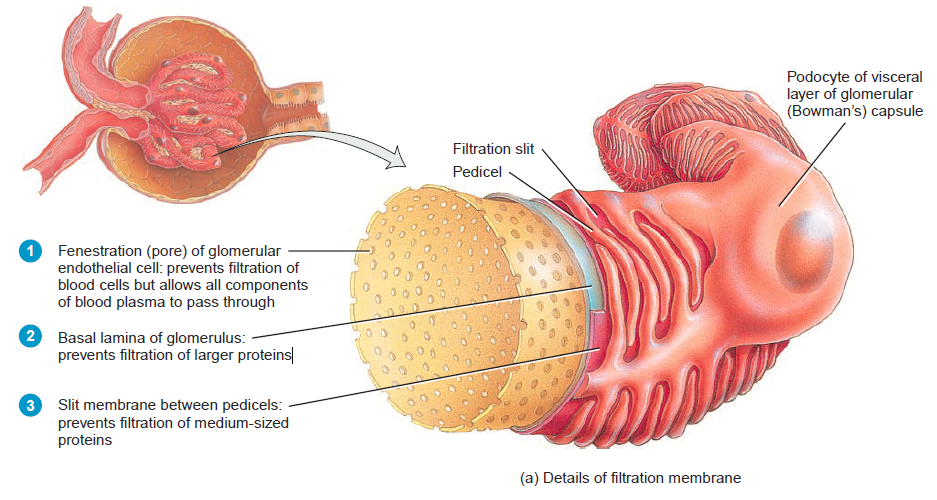 Podocyte of visceral
layer of glomerular
(Bowman's) capsule
Filtration slit
Pedicel
1 Fenestration (pore) of glomerular
endothelial cell: prevents filtration of
blood cells but allows all components
of blood plasma to pass through
2 Basal lamina of glomerulus:
prevents filtration of larger proteins
3 Slit membrane between pedicels:
prevents filtration of medium-sized
proteins
(a) Details of filtration membrane